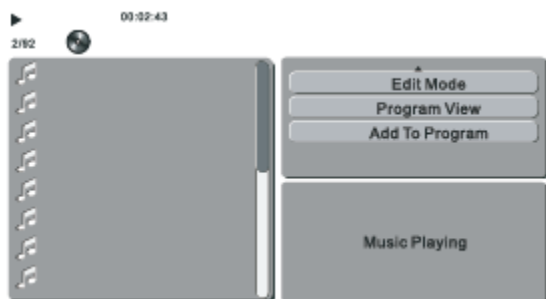 00:02:43
2/92
Edit Mode
Program View
Add To Program
Music Playing